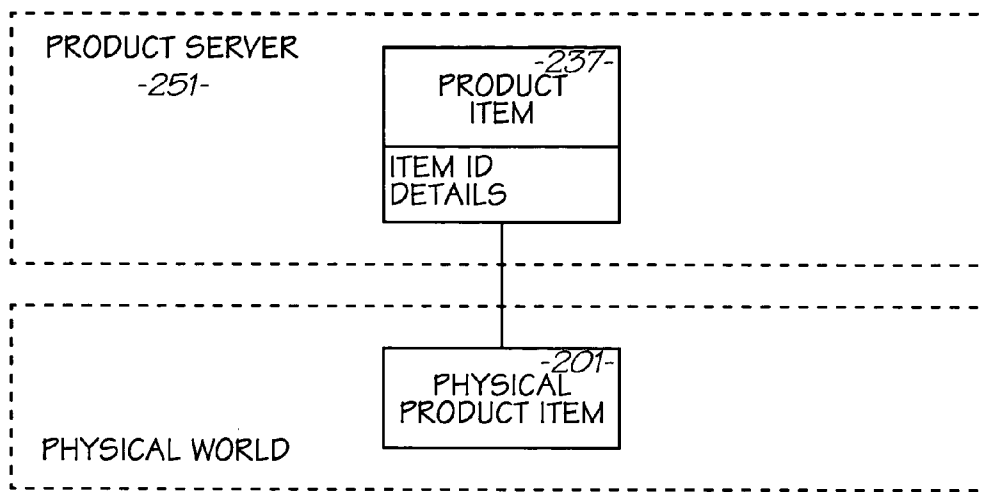 PRODUCT SERVER
-251-
-237-
PRODUCT
ITEM
ITEM ID
DETAILS
-201-
PHYSICAL
PRODUCT ITEM
PHYSICAL WORLD